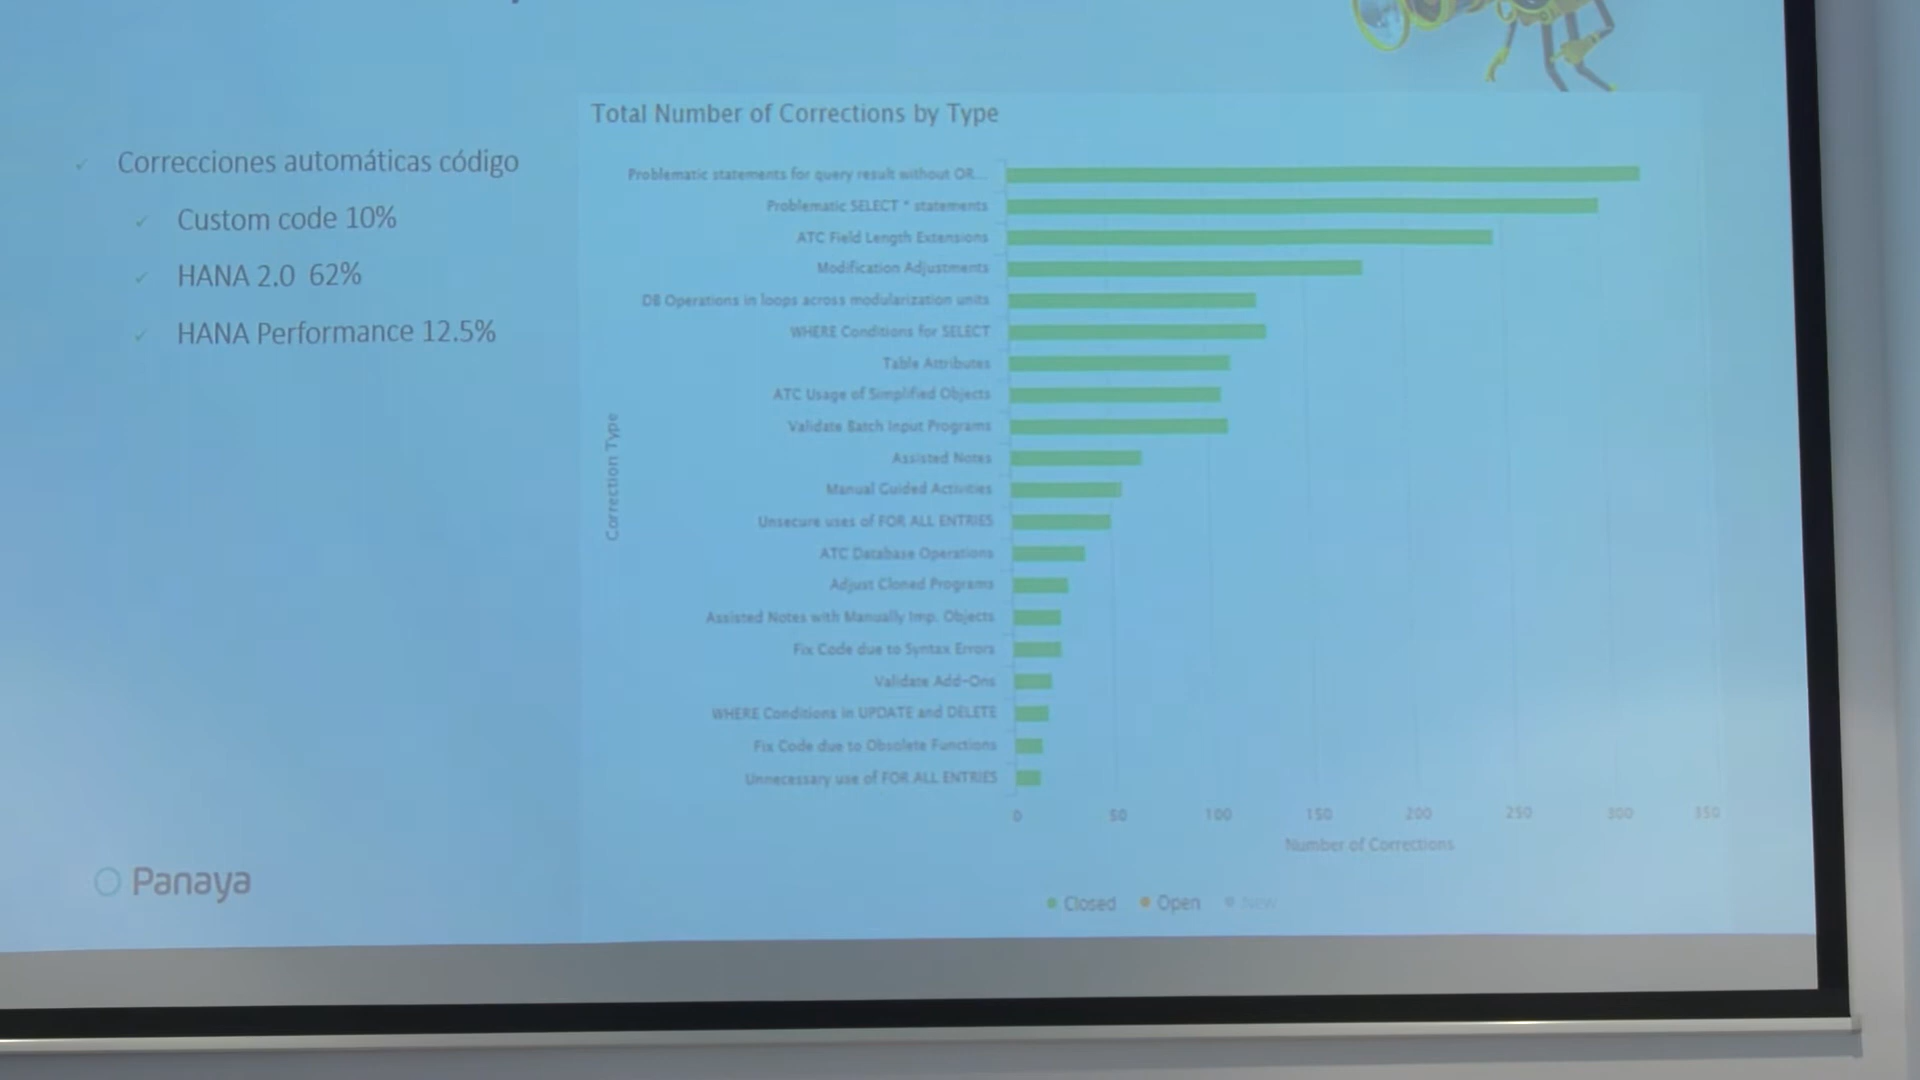 Correcciones automáticas código
Custom code 10%
HANA 2.0 62%
HANA Performance 12.5%
Panaya
Total Number of Corrections by Type
Correction Type
Problematic statements for query result without OR...
Problematic SELECT * statements
ATC Field Length Extensions
Modification Adjustments
DB Operations in loops across modularization units
WHERE Conditions for SELECT
Table Attributes
ATC Usage of Simplified Objects
Validate Batch Input Programs
Assisted Notes
Manual Guided Activities
Unsecure uses of FOR ALL ENTRIES
ATC Database Operations
Adjust Cloned Programs
Assisted Notes with Manually Imp. Objects
Fix Code due to Syntax Errors
Validate Add-Ons
WHERE Conditions in UPDATE and DELETE
Fix Code due to Obsolete Functions
Unnecessary use of FOR ALL ENTRIES
0 50 100 150 200 250 300 350
Number of Corrections
Closed Open New